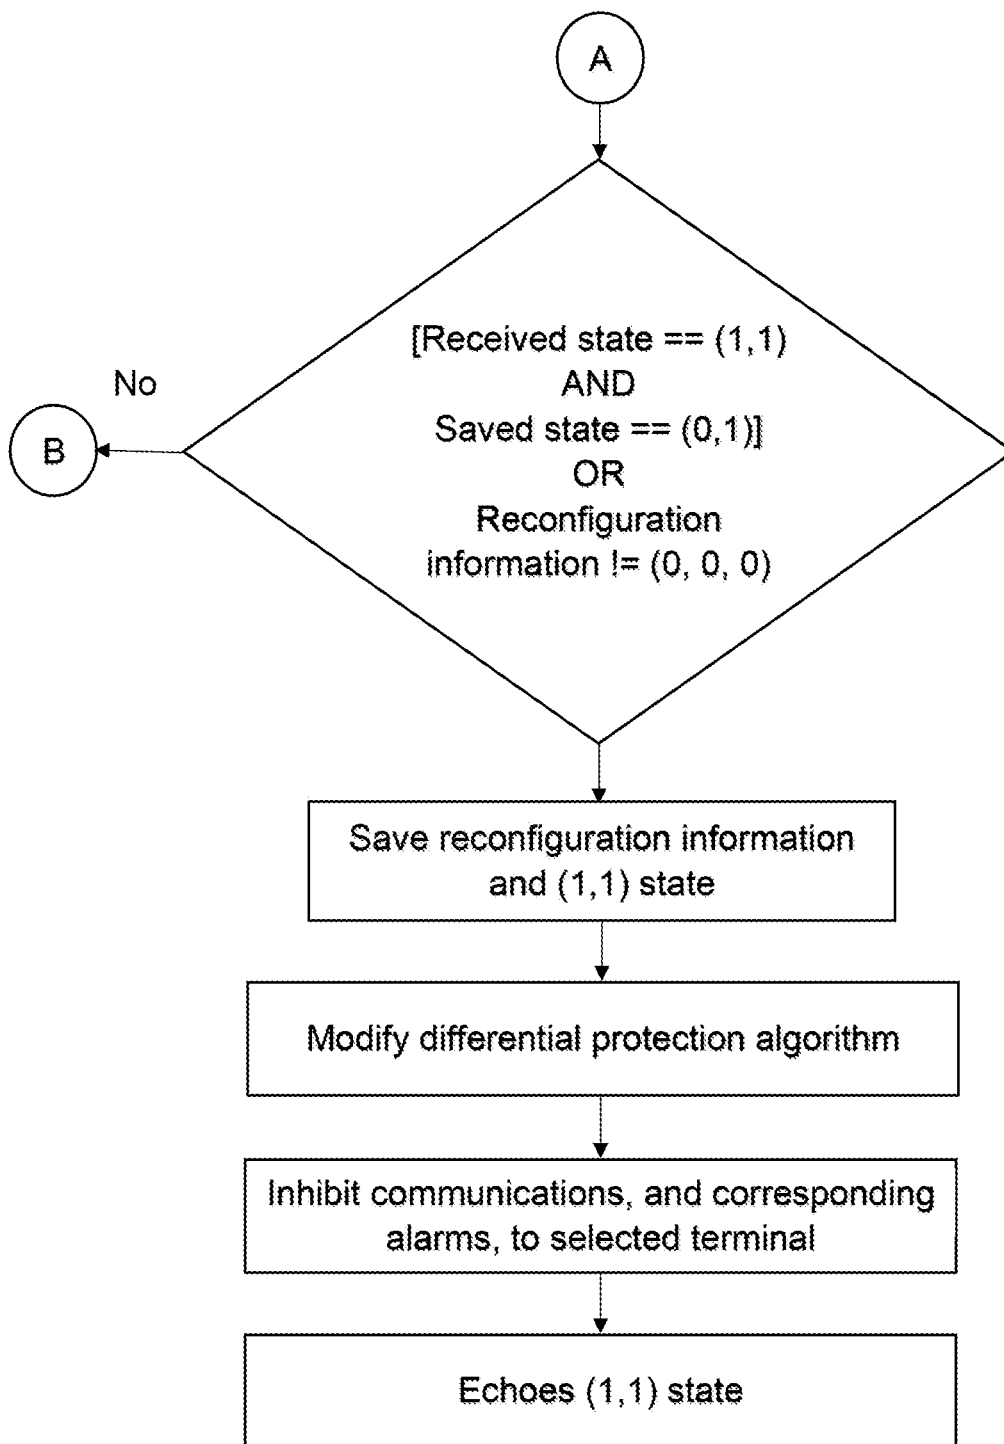 A
[Received state == (1,1)
AND
Saved state == (0,1)]
OR
Reconfiguration
information != (0, 0, 0)
No
B
Save reconfiguration information
and (1,1) state
Modify differential protection algorithm
Inhibit communications, and corresponding
alarms, to selected terminal
Echoes (1,1) state